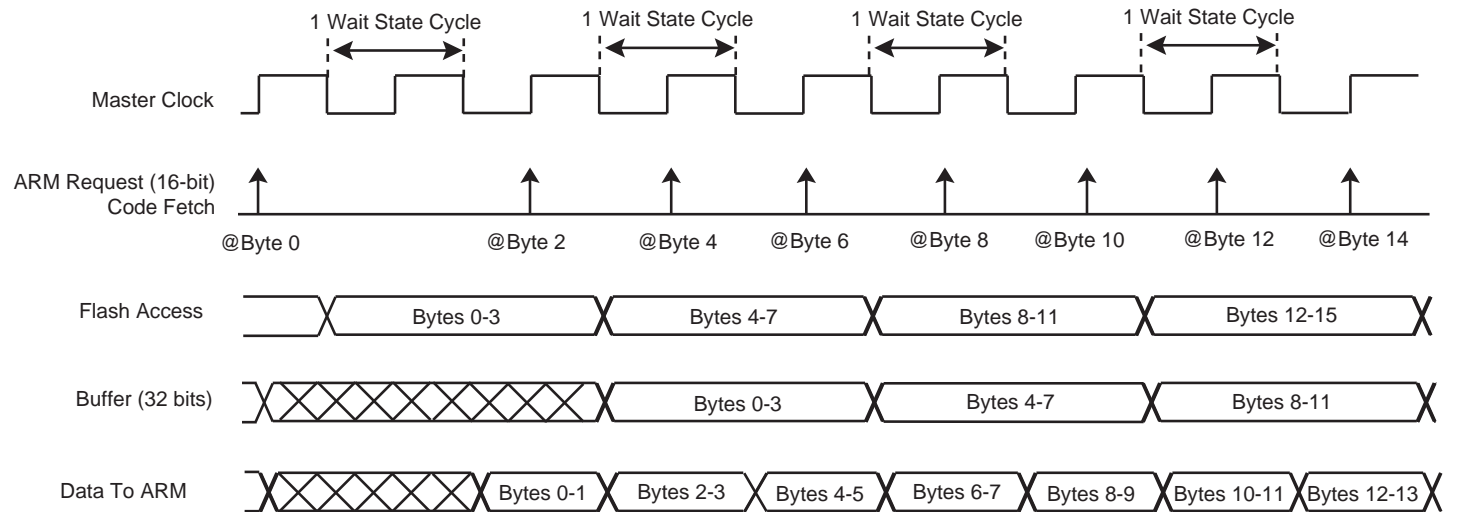 1 Wait State Cycle
1 Wait State Cycle
1 Wait State Cycle
1 Wait State Cycle
Master Clock
ARM Request (16-bit)
Code Fetch
@Byte 0
@Byte 2
@Byte 4
@Byte 6
@Byte 8
@Byte 10
@Byte 12
@Byte 14
Flash Access
Bytes 0-3
Bytes 4-7
Bytes 8-11
Bytes 12-15
Buffer (32 bits)
Bytes 0-3
Bytes 4-7
Bytes 8-11
Data To ARM
Bytes 0-1
Bytes 2-3
Bytes 4-5
Bytes 6-7
Bytes 8-9
Bytes 10-11
Bytes 12-13